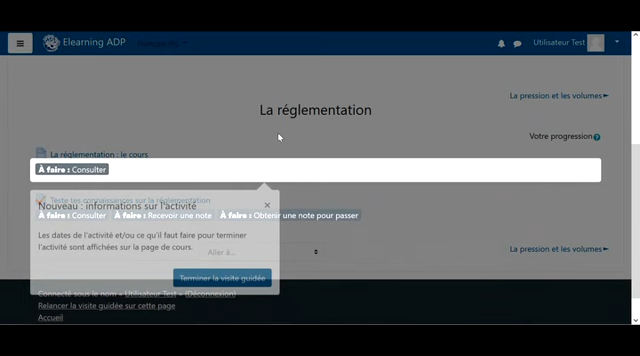 Elearning ADP
Utilisateur Test
La pression et les volumes
La réglementation
Votre progression
La réglementation : le cours
À faire : Consulter
Teste tes connaissances sur la réglementation
Nouveau : informations sur l'activité
À faire : Consulter À faire : Recevoir une note À faire : Obtenir une note pour passer
Les dates de l'activité et/ou ce qu'il faut faire pour terminer
l'activité sont affichées sur la page de cours.
Aller à...
La pression et les volumes
Terminer la visite guidée
Connecté sous le nom « Utilisateur Test » (Déconnexion)
Relancer la visite guidée sur cette page
Accueil